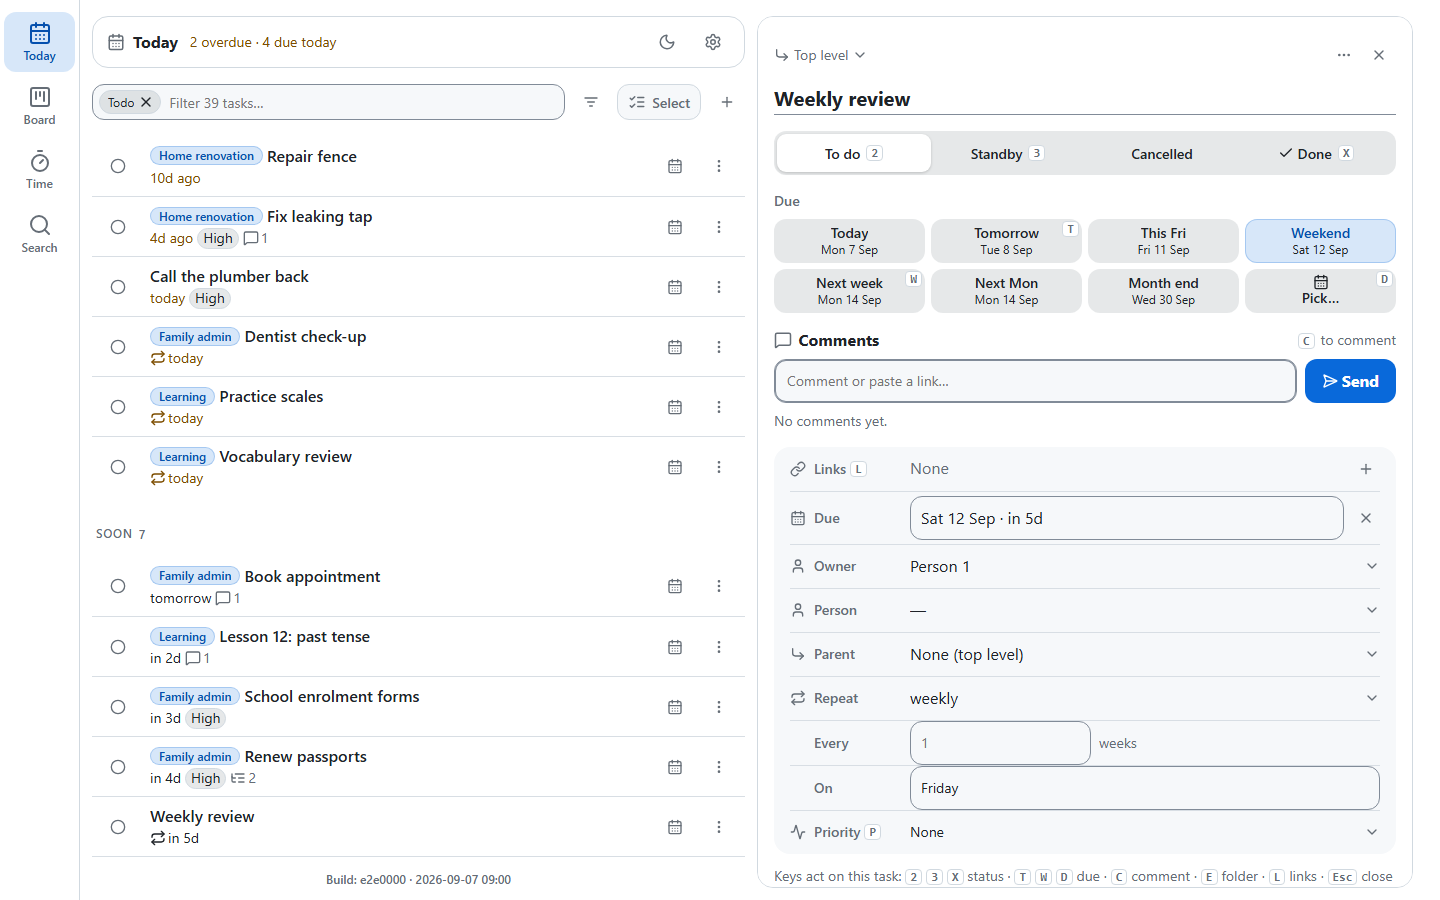 Today
Board
Time
Search
Today 2 overdue · 4 due today
Todo Filter 39 tasks... Select
Home renovation Repair fence
10d ago
Home renovation Fix leaking tap
4d ago High 1
Call the plumber back
today High
Family admin Dentist check-up
today
Learning Practice scales
today
Learning Vocabulary review
today
SOON 7
Family admin Book appointment
tomorrow 1
Learning Lesson 12: past tense
in 2d 1
Family admin School enrolment forms
in 3d High
Family admin Renew passports
in 4d High 2
Weekly review
in 5d
Build: e2e0000 · 2026-09-07 09:00
Top level
Weekly review
To do 2 Standby 3 Cancelled Done X
Due
Today Tomorrow T This Fri Weekend
Mon 7 Sep Tue 8 Sep Fri 11 Sep Sat 12 Sep
Next week W Next Mon Month end Pick... D
Mon 14 Sep Mon 14 Sep Wed 30 Sep
Comments C to comment
Comment or paste a link... Send
No comments yet.
Links L None
Due Sat 12 Sep · in 5d
Owner Person 1
Person —
Parent None (top level)
Repeat weekly
Every 1 weeks
On Friday
Priority P None
Keys act on this task: 2 3 X status · T W D due · C comment · E folder · L links · Esc close